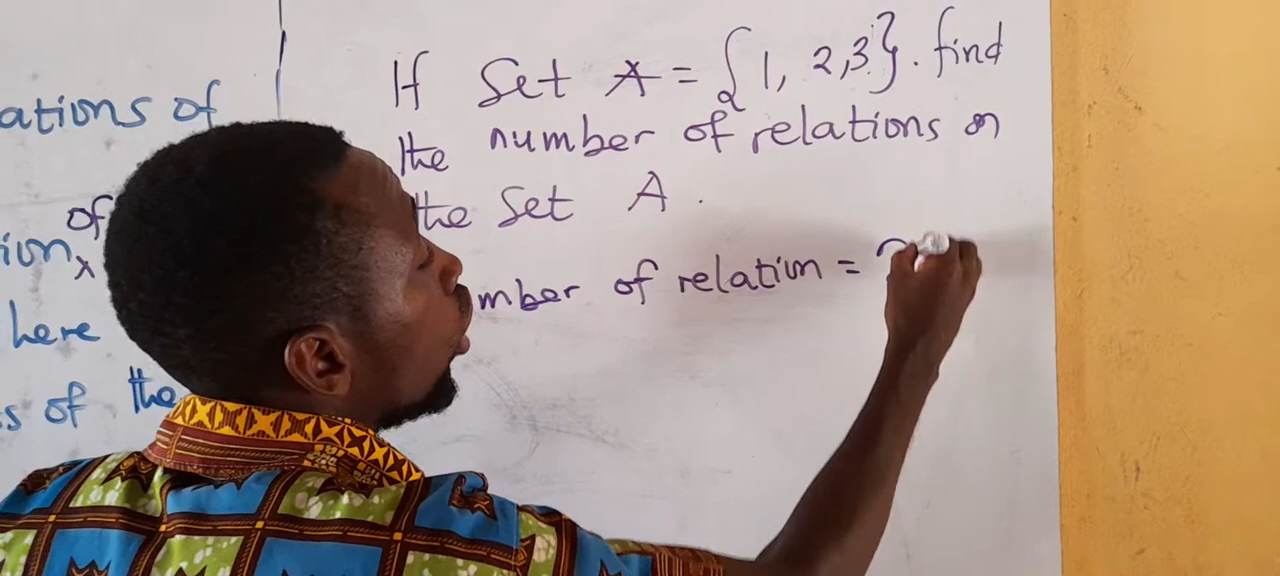 ations of
of
ion x
here
s of the
If Set A = {1, 2,3}. find
the number of relations on
the Set A.
mber of relation =